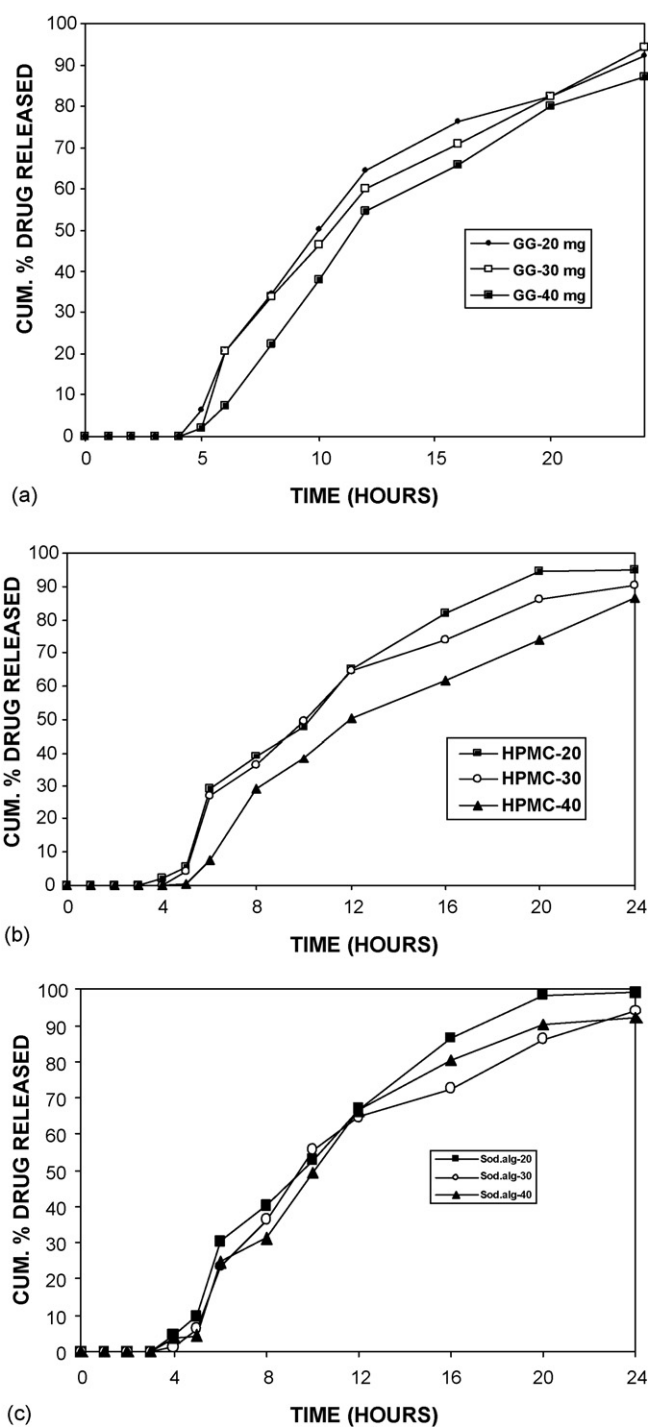 100
90
80
70
60
50
40
30
20
10
0
CUM. % DRUG RELEASED
GG-20 mg
GG-30 mg
GG-40 mg
0 5 10 15 20
TIME (HOURS)
(a)
100
90
80
70
60
50
40
30
20
10
0
CUM. % DRUG RELEASED
HPMC-20
HPMC-30
HPMC-40
0 4 8 12 16 20 24
TIME (HOURS)
(b)
100
90
80
70
60
50
40
30
20
10
0
CUM. % DRUG RELEASED
Sod.alg-20
Sod.alg-30
Sod.alg-40
0 4 8 12 16 20 24
TIME (HOURS)
(c)